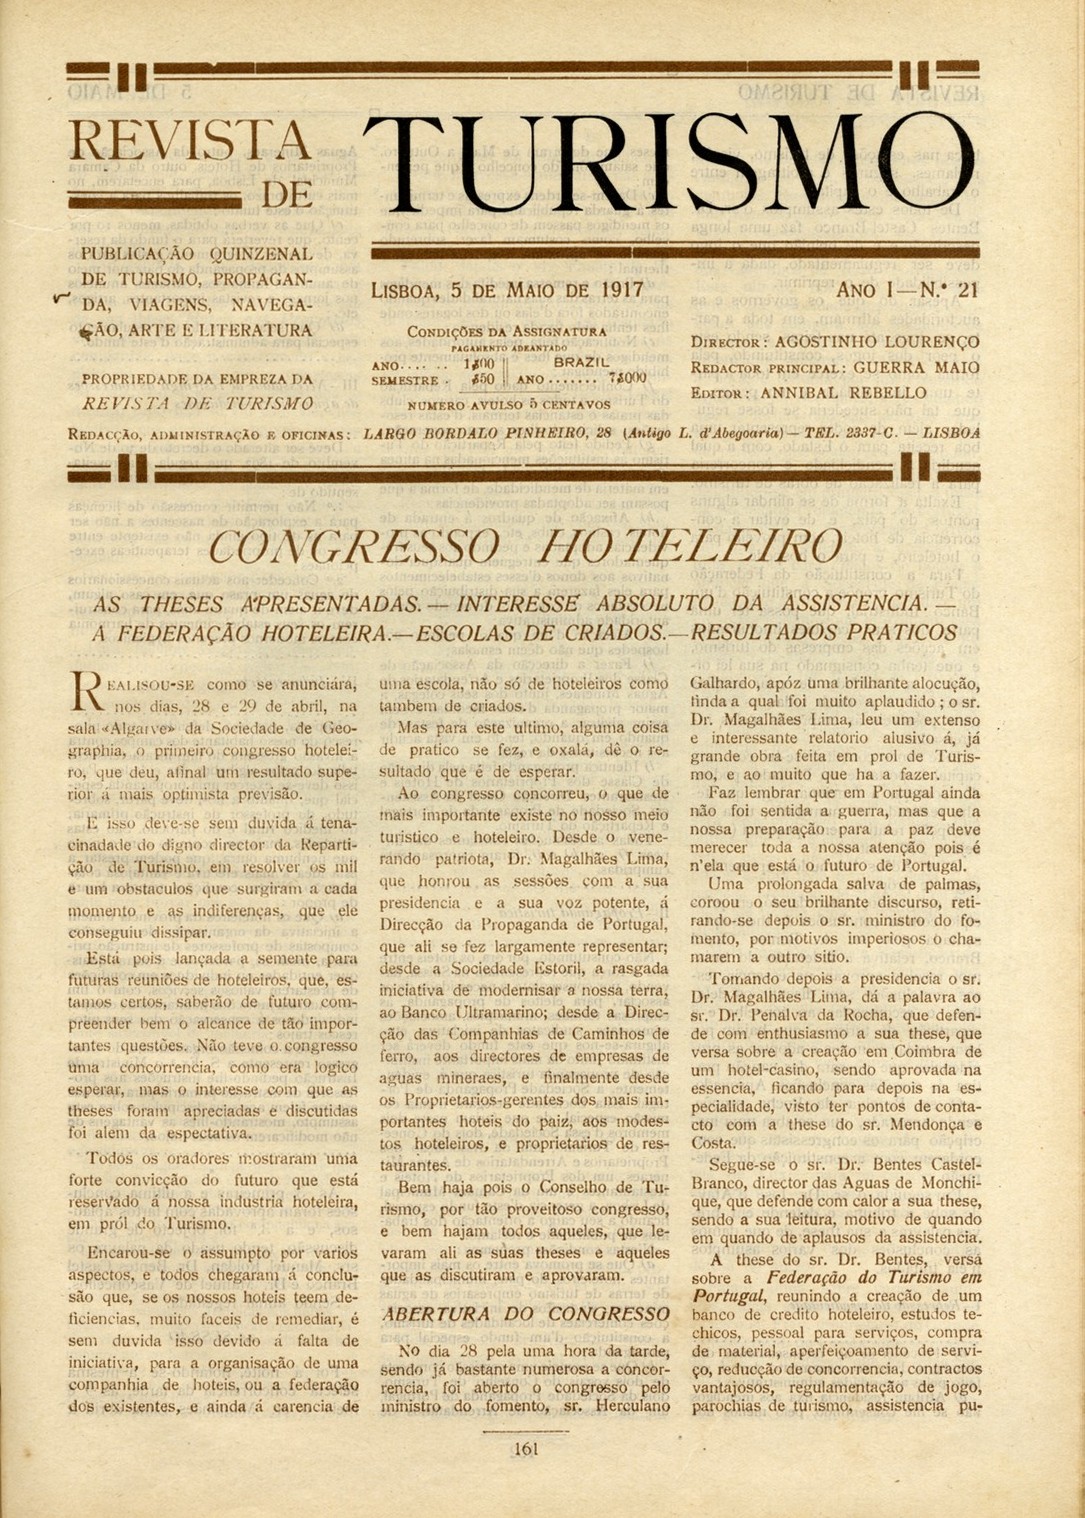 REVISTA
DE
TURISMO
PUBLICAÇÃO QUINZENAL
DE TURISMO, PROPAGAN-
DA, VIAGENS, NAVEGA-
ÇÃO, ARTE E LITERATURA
PROPRIEDADE DA EMPREZA DA
REVISTA DE TURISMO
LISBOA, 5 DE MAIO DE 1917
ANO I—N.º 21
CONDIÇÕES DA ASSIGNATURA
PAGAMENTO ADEANTADO
ANO...... 1$00 BRAZIL
SEMESTRE . $50 ANO....... 7$000
NUMERO AVULSO 5 CENTAVOS
DIRECTOR: AGOSTINHO LOURENÇO
REDACTOR PRINCIPAL: GUERRA MAIO
EDITOR: ANNIBAL REBELLO
REDACÇÃO, ADMINISTRAÇÃO E OFICINAS: LARGO BORDALO PINHEIRO, 28 (Antigo L. d'Abegoaria) — TEL. 2337-C. — LISBOA
CONGRESSO HOTELEIRO
AS THESES APRESENTADAS. — INTERESSE ABSOLUTO DA ASSISTENCIA. —
A FEDERAÇÃO HOTELEIRA.—ESCOLAS DE CRIADOS.—RESULTADOS PRATICOS
REALISOU-SE como se anunciára,
nos dias, 28 e 29 de abril, na
sala «Algarve» da Sociedade de Geo-
graphia, o primeiro congresso hotelei-
ro, que deu, afinal um resultado supe-
rior á mais optimista previsão.
E isso deve-se sem duvida á tena-
cinadade do digno director da Reparti-
ção de Turismo, em resolver os mil
e um obstaculos que surgiram a cada
momento e as indiferenças, que ele
conseguiu dissipar.
Está pois lançada a semente para
futuras reuniões de hoteleiros, que, es-
tamos certos, saberão de futuro com-
preender bem o alcance de tão impor-
tantes questões. Não teve o congresso
uma concorrencia, como era logico
esperar, mas o interesse com que as
theses foram apreciadas e discutidas
foi alem da espectativa.
Todos os oradores mostraram uma
forte convicção do futuro que está
reservado á nossa industria hoteleira,
em pról do Turismo.
Encarou-se o assumpto por varios
aspectos, e todos chegaram á conclu-
são que, se os nossos hoteis teem de-
ficiencias, muito faceis de remediar, é
sem duvida isso devido á falta de
iniciativa, para a organisação de uma
companhia de hoteis, ou a federação
dos existentes, e ainda á carencia de
uma escola, não só de hoteleiros como
tambem de criados.
Mas para este ultimo, alguma coisa
de pratico se fez, e oxalá, dê o re-
sultado que é de esperar.
Ao congresso concorreu, o que de
mais importante existe no nosso meio
turistico e hoteleiro. Desde o vene-
rando patriota, Dr. Magalhães Lima,
que honrou as sessões com a sua
presidencia e a sua voz potente, á
Direcção da Propaganda de Portugal,
que ali se fez largamente representar;
desde a Sociedade Estoril, a rasgada
iniciativa de modernisar a nossa terra,
ao Banco Ultramarino; desde a Direc-
ção das Companhias de Caminhos de
ferro, aos directores de empresas de
aguas mineraes, e finalmente desde
os Proprietarios-gerentes dos mais im-
portantes hoteis do paiz, aos modes-
tos hoteleiros, e proprietarios de res-
taurantes.
Bem haja pois o Conselho de Tu-
rismo, por tão proveitoso congresso,
e bem hajam todos aqueles, que le-
varam ali as suas theses e aqueles
que as discutiram e aprovaram.
ABERTURA DO CONGRESSO
No dia 28 pela uma hora da tarde,
sendo já bastante numerosa a concor-
rencia, foi aberto o congresso pelo
ministro do fomento, sr. Herculano
Galhardo, apóz uma brilhante alocução,
finda a qual foi muito aplaudido; o sr.
Dr. Magalhães Lima, leu um extenso
e interessante relatorio alusivo á, já
grande obra feita em prol de Turis-
mo, e ao muito que ha a fazer.
Faz lembrar que em Portugal ainda
não foi sentida a guerra, mas que a
nossa preparação para a paz deve
merecer toda a nossa atenção pois é
n'ela que está o futuro de Portugal.
Uma prolongada salva de palmas,
coroou o seu brilhante discurso, reti-
rando-se depois o sr. ministro do fo-
mento, por motivos imperiosos o cha-
marem a outro sitio.
Tomando depois a presidencia o sr.
Dr. Magalhães Lima, dá a palavra ao
sr. Dr. Penalva da Rocha, que defen-
de com enthusiasmo a sua these, que
versa sobre a creação em Coimbra de
um hotel-casino, sendo aprovada na
essencia, ficando para depois na es-
pecialidade, visto ter pontos de conta-
cto com a these do sr. Mendonça e
Costa.
Segue-se o sr. Dr. Bentes Castel-
Branco, director das Aguas de Monchi-
que, que defende com calor a sua these,
sendo a sua leitura, motivo de quando
em quando de aplausos da assistencia.
A these do sr. Dr. Bentes, versa
sobre a Federação do Turismo em
Portugal, reunindo a creação de um
banco de credito hoteleiro, estudos te-
chicos, pessoal para serviços, compra
de material, aperfeiçoamento de servi-
ço, reducção de concorrencia, contractos
vantajosos, regulamentação de jogo,
parochias de turismo, assistencia pu-
161